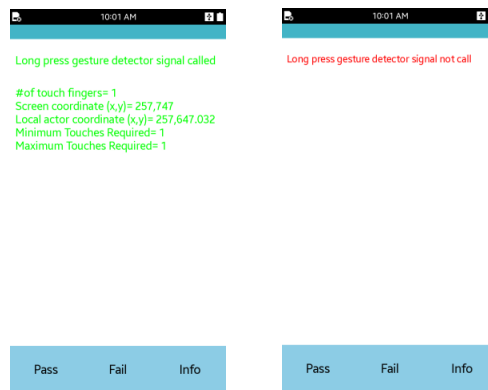 10:01 AM
Long press gesture detector signal called
#of touch fingers= 1
Screen coordinate (x,y)= 257,747
Local actor coordinate (x,y)= 257,647.032
Minimum Touches Required= 1
Maximum Touches Required= 1
Pass Fail Info
10:01 AM
Long press gesture detector signal not call
Pass Fail Info